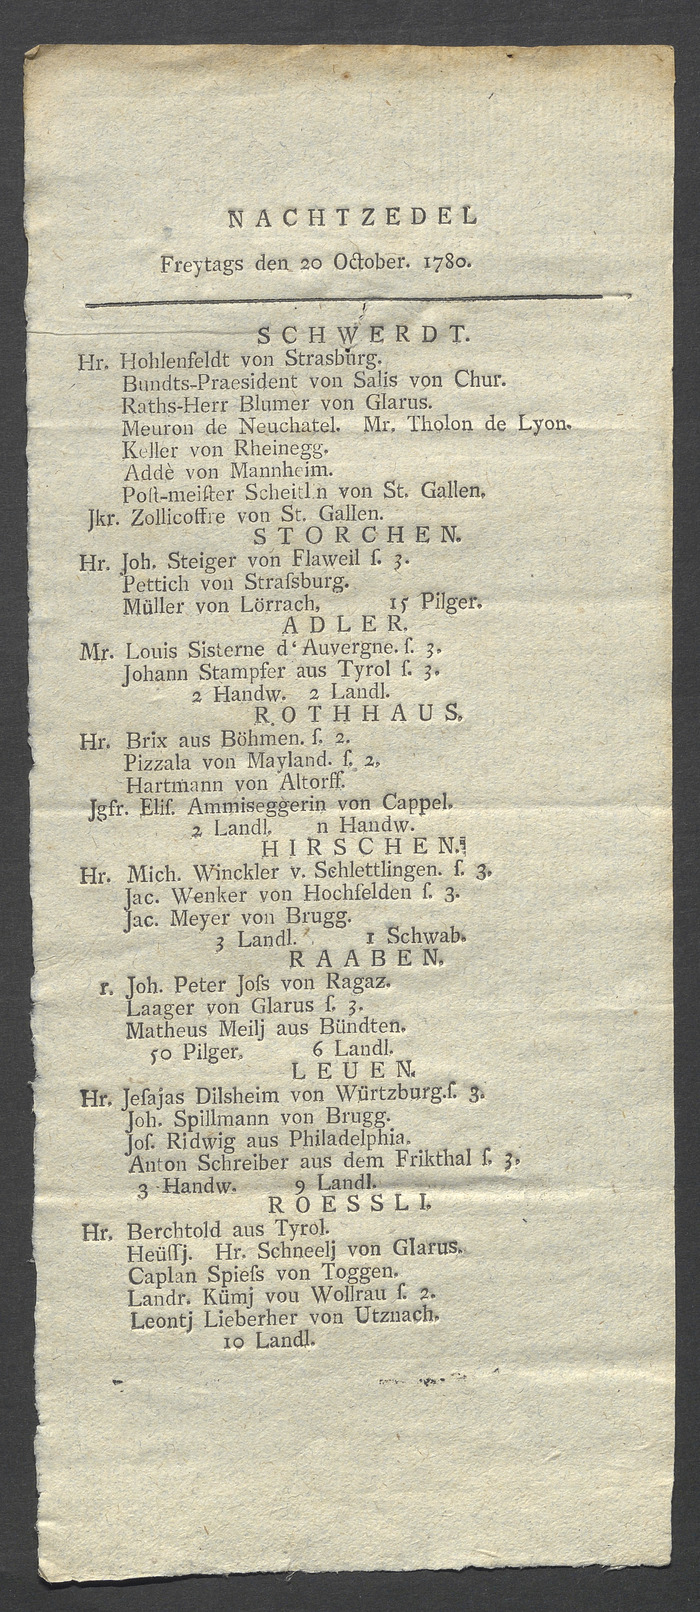 NACHTZEDEL
Freytags den 20 October. 1780.
SCHWERDT.
Hr. Hohlenfeldt von Strasburg.
Bundts-Praesident von Salis von Chur.
Raths-Herr Blumer von Glarus.
Meuron de Neuchatel. Mr. Tholon de Lyon.
Keller von Rheinegg.
Addè von Mannheim.
Poſt-meiſter Scheitl n von St. Gallen.
Jkr. Zollicoffre von St. Gallen.
STORCHEN.
Hr. Joh. Steiger von Flaweil ſ. 3.
Pettich von Straſsburg.
Müller von Lörrach, 15 Pilger.
ADLER.
Mr. Louis Sisterne d'Auvergne. ſ. 3.
Johann Stampfer aus Tyrol ſ. 3.
2 Handw. 2 Landl.
ROTHHAUS.
Hr. Brix aus Böhmen. ſ. 2.
Pizzala von Mayland. ſ. 2.
Hartmann von Altorff.
Jgfr. Eliſ. Ammiseggerin von Cappel.
2 Landl. n Handw.
HIRSCHEN.
Hr. Mich. Winckler v. Schlettlingen. ſ. 3.
Jac. Wenker von Hochfelden ſ. 3.
Jac. Meyer von Brugg.
3 Landl. 1 Schwab.
RAABEN.
r. Joh. Peter Joſs von Ragaz.
Laager von Glarus ſ. 3.
Matheus Meilj aus Bündten.
50 Pilger. 6 Landl.
LEUEN.
Hr. Jeſajas Dilsheim von Würtzburg.ſ. 3.
Joh. Spillmann von Brugg.
Joſ. Ridwig aus Philadelphia.
Anton Schreiber aus dem Frikthal ſ. 3.
3 Handw. 9 Landl.
ROESSLI.
Hr. Berchtold aus Tyrol.
Heüſſj. Hr. Schneelj von Glarus.
Caplan Spieſs von Toggen.
Landr. Kümj vou Wollrau ſ. 2.
Leontj Lieberher von Utznach.
10 Landl.